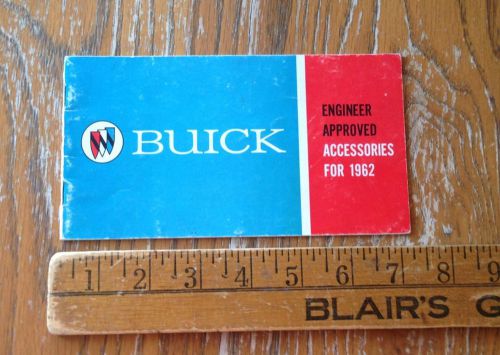 BUICK
ENGINEER
APPROVED
ACCESSORIES
FOR 1962
1 2 3 4 5 6 7 8 9
BLAIR'S